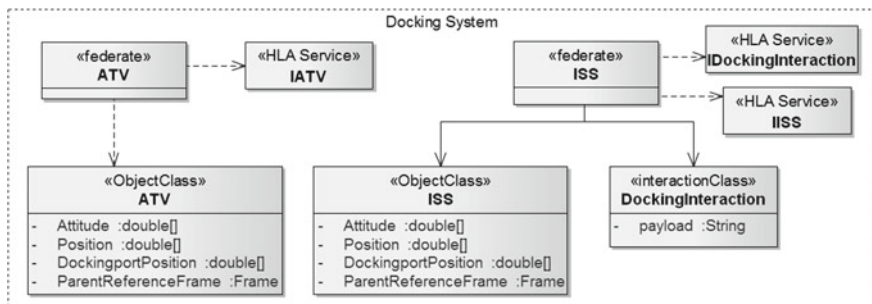 Docking System
«federate»
ATV
«HLA Service»
IATV
«federate»
ISS
«HLA Service»
IDockingInteraction
«HLA Service»
IISS
«ObjectClass»
ATV
- Attitude :double[]
- Position :double[]
- DockingportPosition :double[]
- ParentReferenceFrame :Frame
«ObjectClass»
ISS
- Attitude :double[]
- Position :double[]
- DockingportPosition :double[]
- ParentReferenceFrame :Frame
«interactionClass»
DockingInteraction
- payload :String